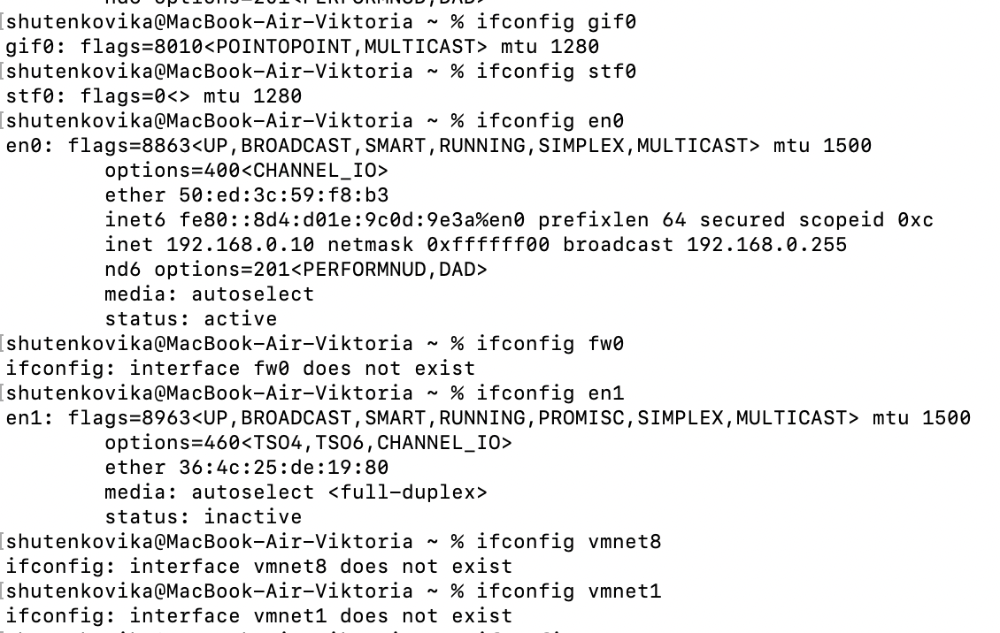 nd6 options=201<PERFORMNUD,DAD>
[shutenkovika@MacBook-Air-Viktoria ~ % ifconfig gif0
gif0: flags=8010<POINTOPOINT,MULTICAST> mtu 1280
[shutenkovika@MacBook-Air-Viktoria ~ % ifconfig stf0
stf0: flags=0<> mtu 1280
[shutenkovika@MacBook-Air-Viktoria ~ % ifconfig en0
en0: flags=8863<UP,BROADCAST,SMART,RUNNING,SIMPLEX,MULTICAST> mtu 1500
options=400<CHANNEL_IO>
ether 50:ed:3c:59:f8:b3
inet6 fe80::8d4:d01e:9c0d:9e3a%en0 prefixlen 64 secured scopeid 0xc
inet 192.168.0.10 netmask 0xffffff00 broadcast 192.168.0.255
nd6 options=201<PERFORMNUD,DAD>
media: autoselect
status: active
[shutenkovika@MacBook-Air-Viktoria ~ % ifconfig fw0
ifconfig: interface fw0 does not exist
[shutenkovika@MacBook-Air-Viktoria ~ % ifconfig en1
en1: flags=8963<UP,BROADCAST,SMART,RUNNING,PROMISC,SIMPLEX,MULTICAST> mtu 1500
options=460<TSO4,TSO6,CHANNEL_IO>
ether 36:4c:25:de:19:80
media: autoselect <full-duplex>
status: inactive
[shutenkovika@MacBook-Air-Viktoria ~ % ifconfig vmnet8
ifconfig: interface vmnet8 does not exist
[shutenkovika@MacBook-Air-Viktoria ~ % ifconfig vmnet1
ifconfig: interface vmnet1 does not exist